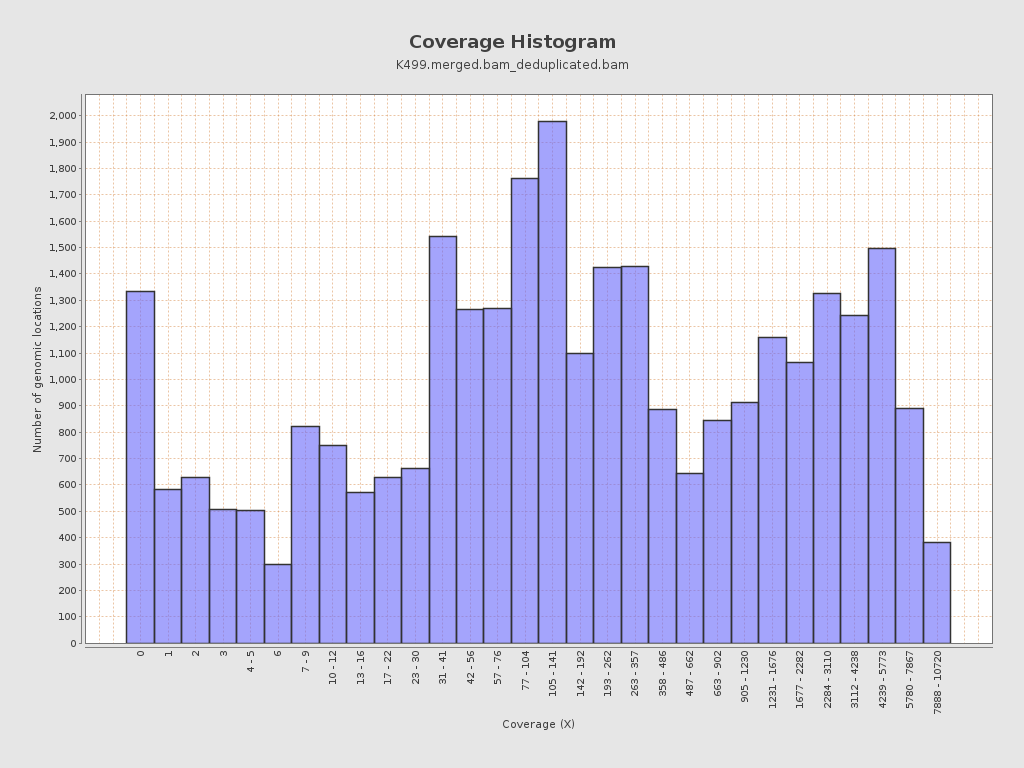 Coverage Histogram
K499.merged.bam_deduplicated.bam
Number of genomic locations
2,000
1,900
1,800
1,700
1,600
1,500
1,400
1,300
1,200
1,100
1,000
900
800
700
600
500
400
300
200
100
0
0
1
2
3
4 - 5
6
7 - 9
10 - 12
13 - 16
17 - 22
23 - 30
31 - 41
42 - 56
57 - 76
77 - 104
105 - 141
142 - 192
193 - 262
263 - 357
358 - 486
487 - 662
663 - 902
905 - 1230
1231 - 1676
1677 - 2282
2284 - 3110
3112 - 4238
4239 - 5773
5780 - 7867
7888 - 10720
Coverage (X)